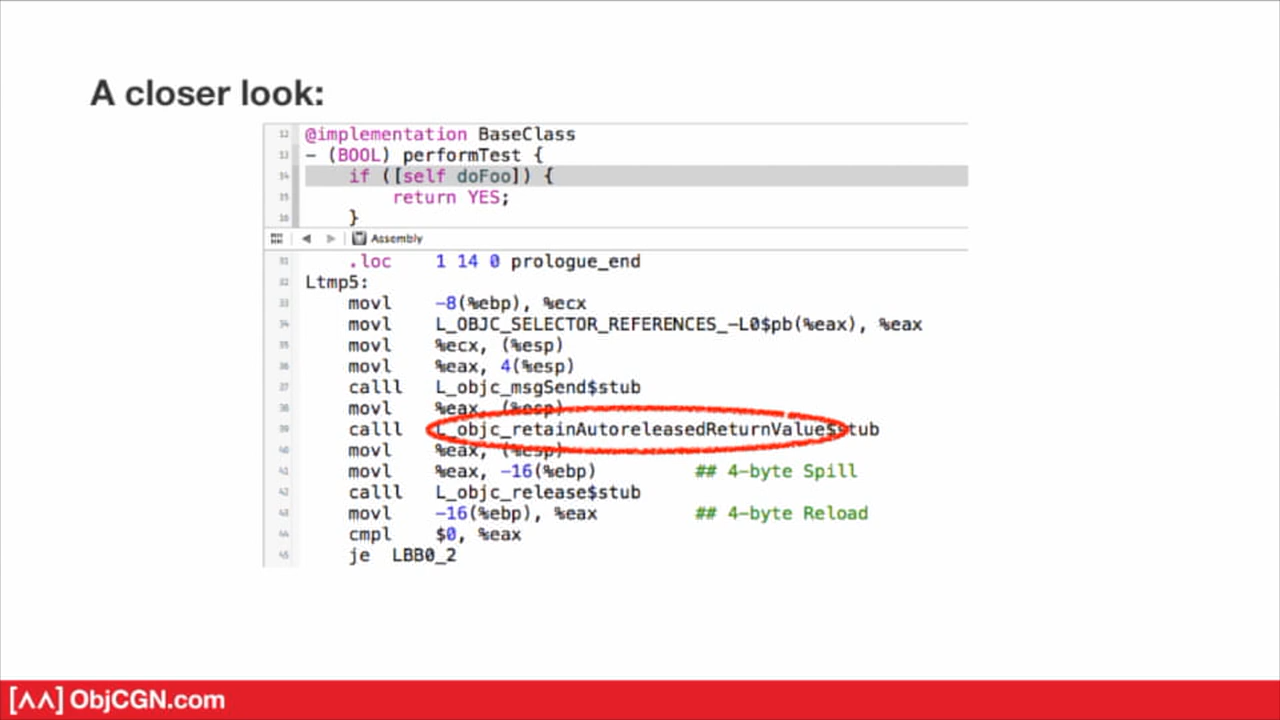 A closer look:
12 @implementation BaseClass
13 - (BOOL) performTest {
14 if ([self doFoo]) {
15 return YES;
16 }
Assembly
31 .loc 1 14 0 prologue_end
32 Ltmp5:
33 movl -8(%ebp), %ecx
34 movl L_OBJC_SELECTOR_REFERENCES_-L0$pb(%eax), %eax
35 movl %ecx, (%esp)
36 movl %eax, 4(%esp)
37 calll L_objc_msgSend$stub
38 movl %eax, (%esp)
39 calll L_objc_retainAutoreleasedReturnValue$stub
40 movl %eax, (%esp)
41 movl %eax, -16(%ebp) ## 4-byte Spill
42 calll L_objc_release$stub
43 movl -16(%ebp), %eax ## 4-byte Reload
44 cmpl $0, %eax
45 je LBB0_2
[ʌʌ] ObjCGN.com